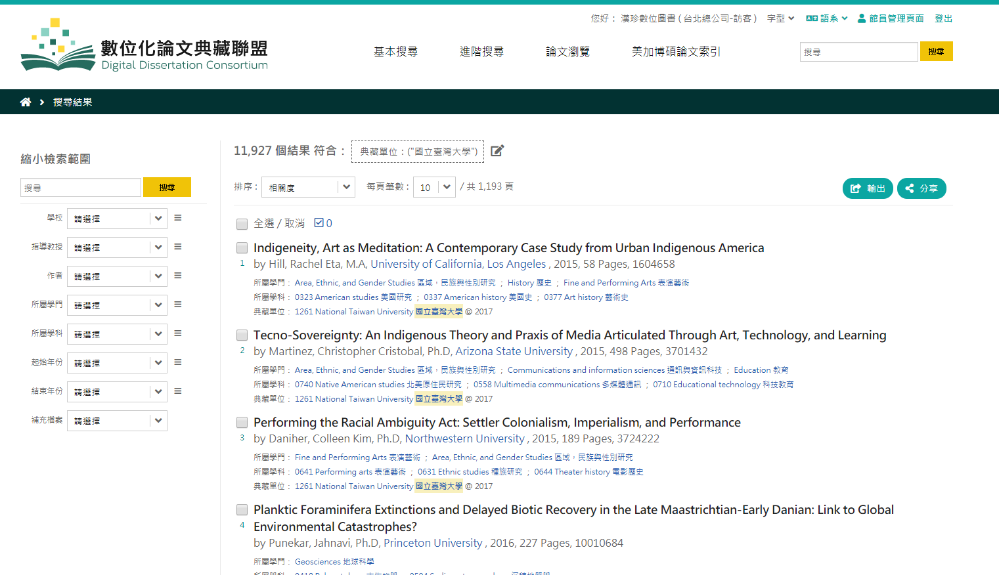 您好： 漢珍數位圖書 ( 台北總公司-訪客 ) 字型 語系 館員管理頁面 登出
數位化論文典藏聯盟
Digital Dissertation Consortium
基本搜尋 進階搜尋 論文瀏覽 美加博碩論文索引 搜尋 搜尋
搜尋結果
縮小檢索範圍
搜尋 搜尋
學校 請選擇
指導教授 請選擇
作者 請選擇
所屬學門 請選擇
所屬學科 請選擇
起始年份 請選擇
結束年份 請選擇
補充檔案 請選擇
11,927 個結果 符合： 典藏單位：("國立臺灣大學")
排序： 相關度 每頁筆數： 10 / 共 1,193 頁 輸出 分享
全選 / 取消 0
Indigeneity, Art as Meditation: A Contemporary Case Study from Urban Indigenous America
1 by Hill, Rachel Eta, M.A, University of California, Los Angeles , 2015, 58 Pages, 1604658
所屬學門： Area, Ethnic, and Gender Studies 區域，民族與性別研究 ； History 歷史 ； Fine and Performing Arts 表演藝術
所屬學科： 0323 American studies 美國研究 ； 0337 American history 美國史 ； 0377 Art history 藝術史
典藏單位： 1261 National Taiwan University 國立臺灣大學 @ 2017
Tecno-Sovereignty: An Indigenous Theory and Praxis of Media Articulated Through Art, Technology, and Learning
2 by Martinez, Christopher Cristobal, Ph.D, Arizona State University , 2015, 498 Pages, 3701432
所屬學門： Area, Ethnic, and Gender Studies 區域，民族與性別研究 ； Communications and information sciences 通訊與資訊科技 ； Education 教育
所屬學科： 0740 Native American studies 北美原住民研究 ； 0558 Multimedia communications 多媒體通訊 ； 0710 Educational technology 科技教育
典藏單位： 1261 National Taiwan University 國立臺灣大學 @ 2017
Performing the Racial Ambiguity Act: Settler Colonialism, Imperialism, and Performance
3 by Daniher, Colleen Kim, Ph.D, Northwestern University , 2015, 189 Pages, 3724222
所屬學門： Fine and Performing Arts 表演藝術 ； Area, Ethnic, and Gender Studies 區域，民族與性別研究
所屬學科： 0641 Performing arts 表演藝術 ； 0631 Ethnic studies 種族研究 ； 0644 Theater history 電影歷史
典藏單位： 1261 National Taiwan University 國立臺灣大學 @ 2017
Planktic Foraminifera Extinctions and Delayed Biotic Recovery in the Late Maastrichtian-Early Danian: Link to Global
4 Environmental Catastrophes?
by Punekar, Jahnavi, Ph.D, Princeton University , 2016, 227 Pages, 10010684
所屬學門： Geosciences 地球科學